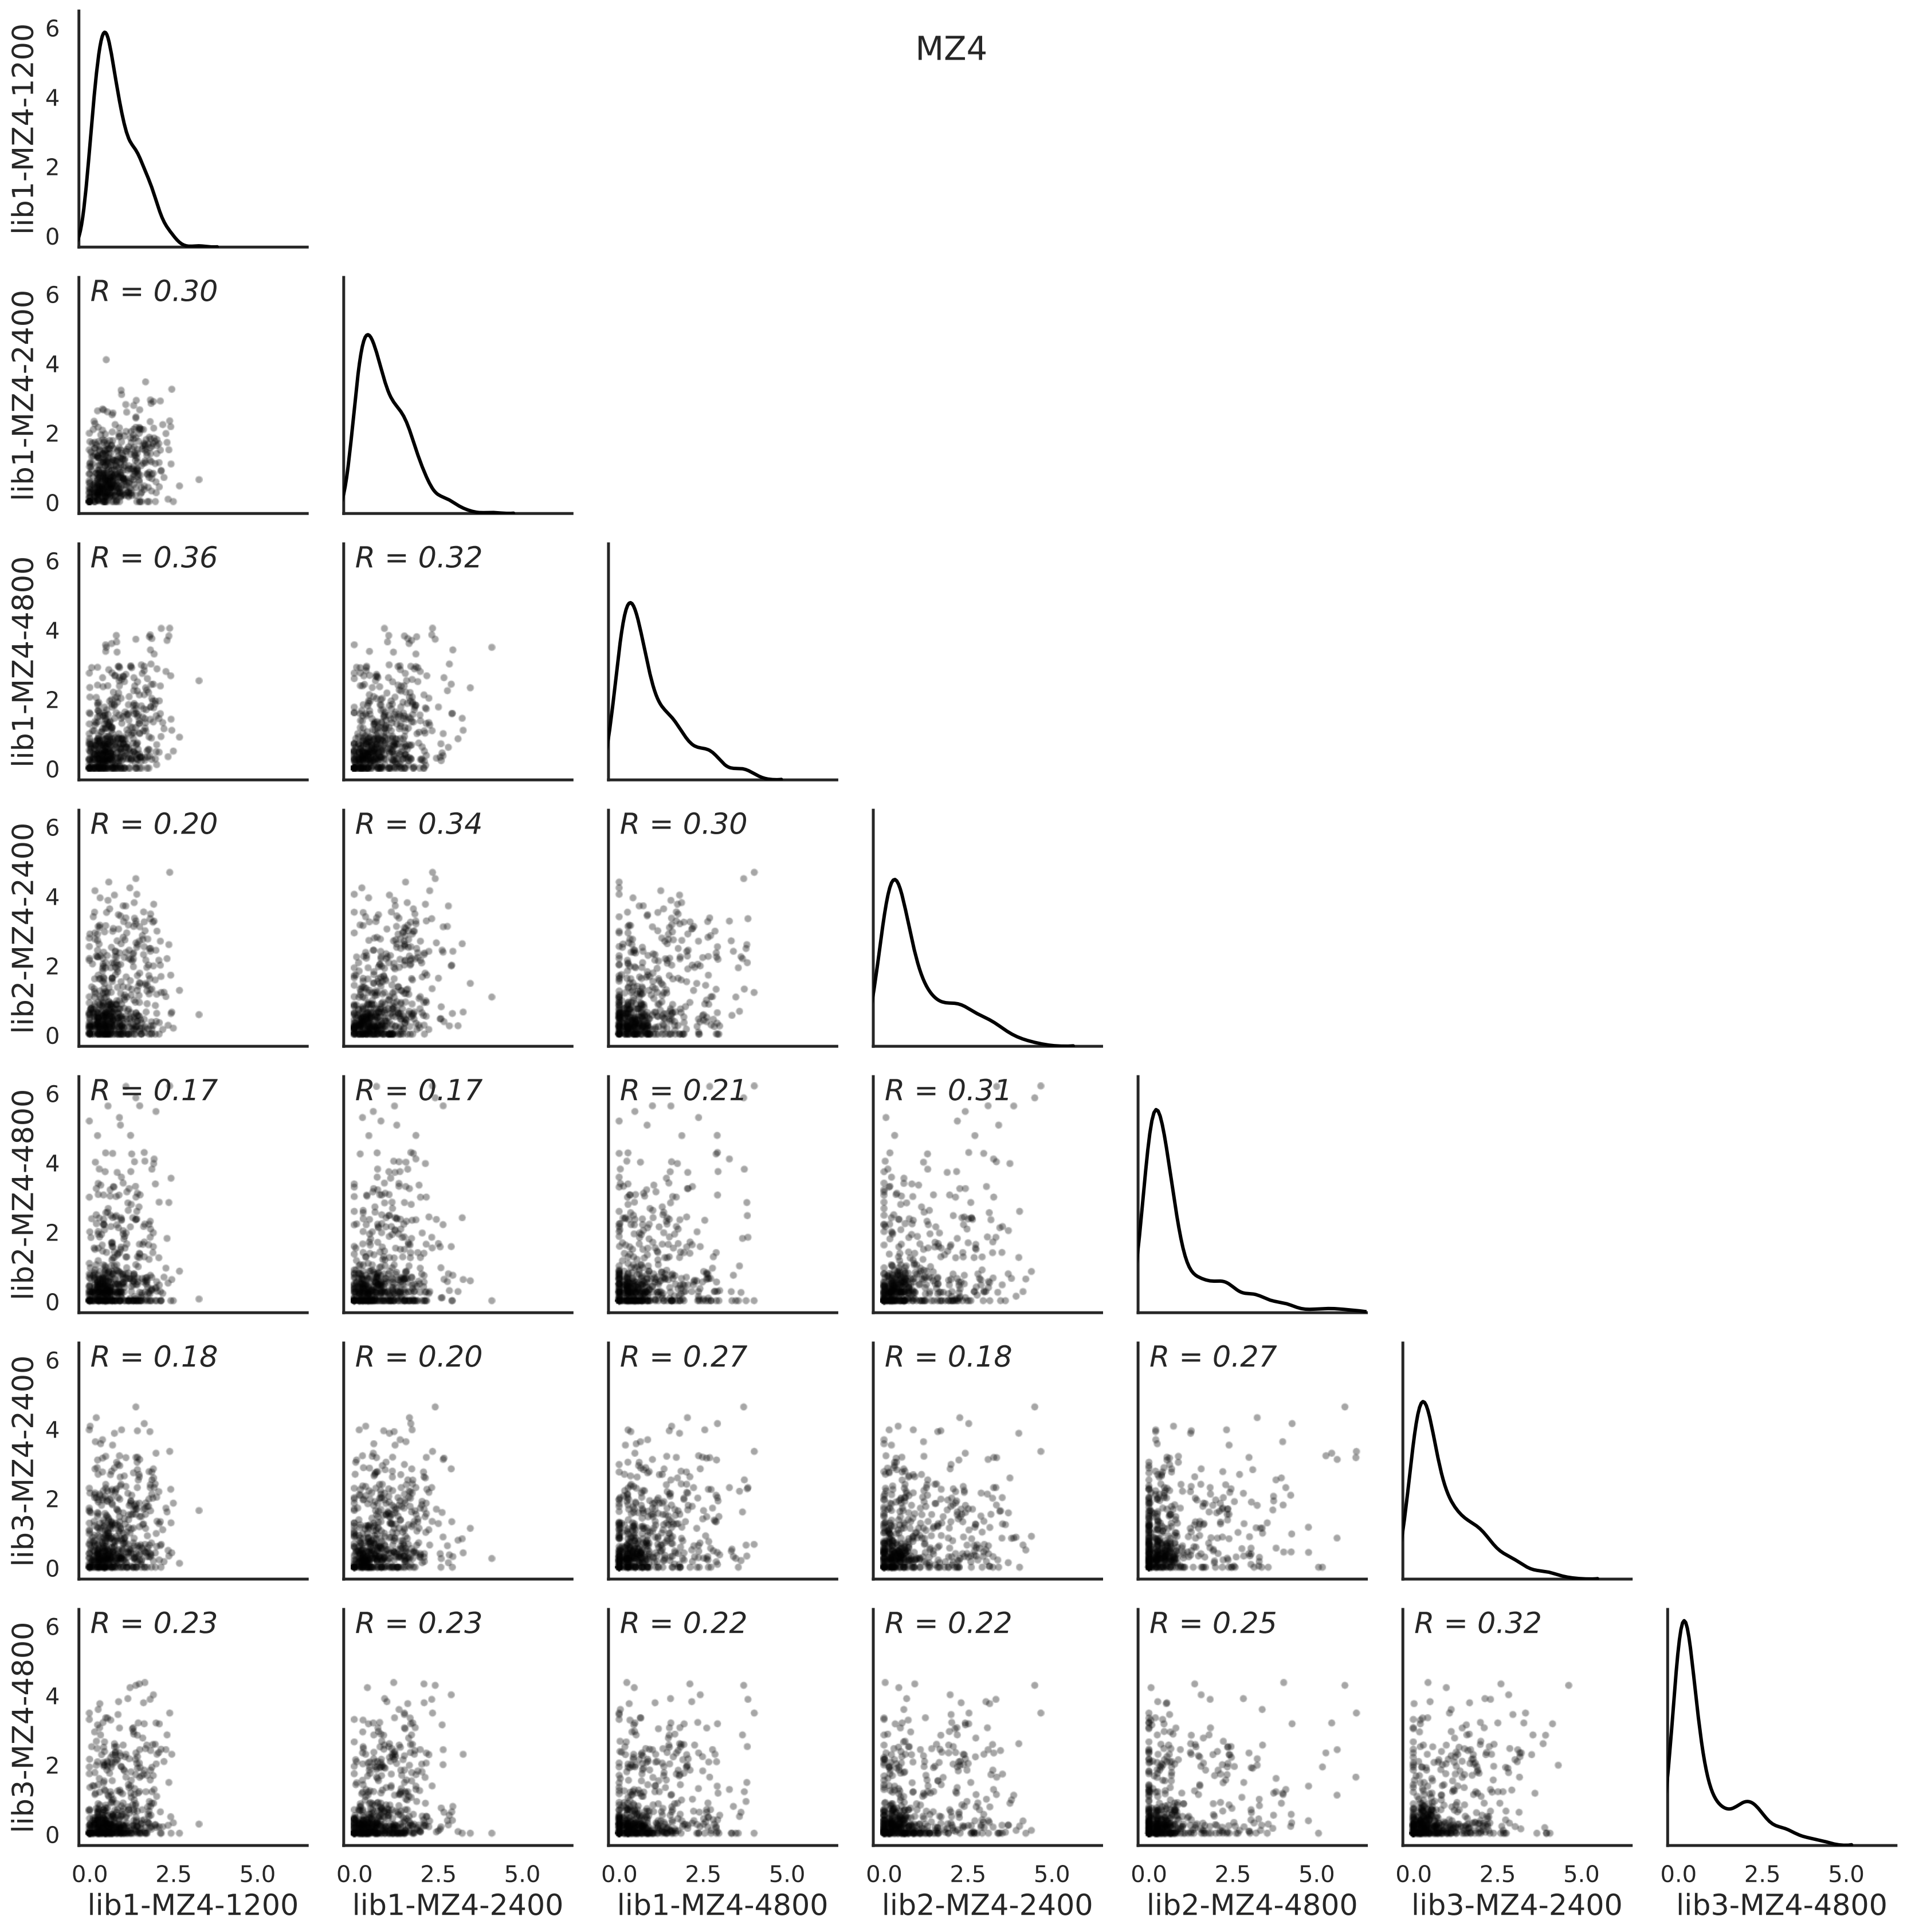 MZ4
lib1-MZ4-1200
6
4
2
0
lib1-MZ4-2400
6
4
2
0
R = 0.30
lib1-MZ4-4800
6
4
2
0
R = 0.36
R = 0.32
lib2-MZ4-2400
6
4
2
0
R = 0.20
R = 0.34
R = 0.30
lib2-MZ4-4800
6
4
2
0
R = 0.17
R = 0.17
R = 0.21
R = 0.31
lib3-MZ4-2400
6
4
2
0
R = 0.18
R = 0.20
R = 0.27
R = 0.18
R = 0.27
lib3-MZ4-4800
6
4
2
0
R = 0.23
R = 0.23
R = 0.22
R = 0.22
R = 0.25
R = 0.32
0.0 2.5 5.0
0.0 2.5 5.0
0.0 2.5 5.0
0.0 2.5 5.0
0.0 2.5 5.0
0.0 2.5 5.0
0.0 2.5 5.0
lib1-MZ4-1200
lib1-MZ4-2400
lib1-MZ4-4800
lib2-MZ4-2400
lib2-MZ4-4800
lib3-MZ4-2400
lib3-MZ4-4800